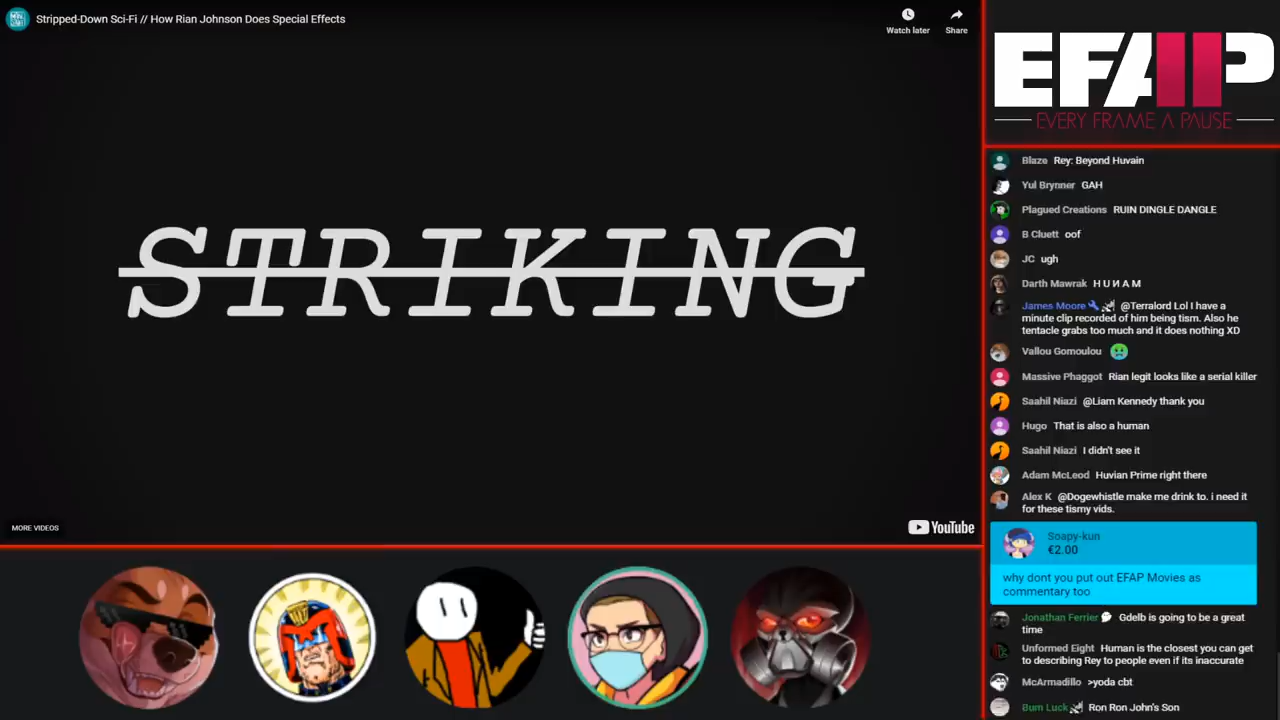 Stripped-Down Sci-Fi // How Rian Johnson Does Special Effects
Watch later
Share
STRIKING
MORE VIDEOS
YouTube
EFAP
EVERY FRAME A PAUSE
Blaze Rey: Beyond Huvain
Yul Brynner GAH
Plagued Creations RUIN DINGLE DANGLE
B Cluett oof
JC ugh
Darth Mawrak H U И A M
James Moore @Terralord Lol I have a
minute clip recorded of him being tism. Also he
tentacle grabs too much and it does nothing XD
Vallou Gomoulou
Massive Phaggot Rian legit looks like a serial killer
Saahil Niazi @Liam Kennedy thank you
Hugo That is also a human
Saahil Niazi I didn't see it
Adam McLeod Huvian Prime right there
Alex K @Dogewhistle make me drink to. i need it
for these tismy vids.
Soapy-kun
€2.00
why dont you put out EFAP Movies as
commentary too
Jonathan Ferrier Gdelb is going to be a great
time
Unformed Eight Human is the closest you can get
to describing Rey to people even if its inaccurate
McArmadillo >yoda cbt
Bum Luck Ron Ron John's Son